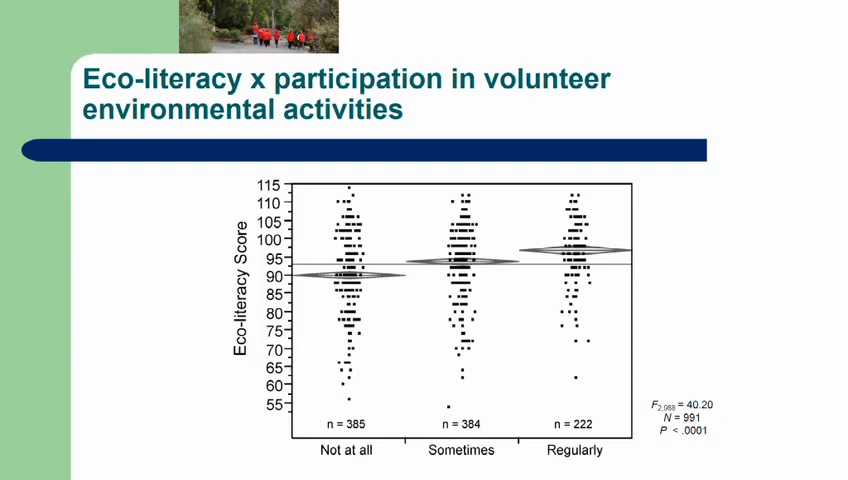 Eco-literacy x participation in volunteer
environmental activities
Eco-literacy Score
115
110
105
100
95
90
85
80
75
70
65
60
55
n = 385
n = 384
n = 222
Not at all
Sometimes
Regularly
F2,988 = 40.20
N = 991
P < .0001